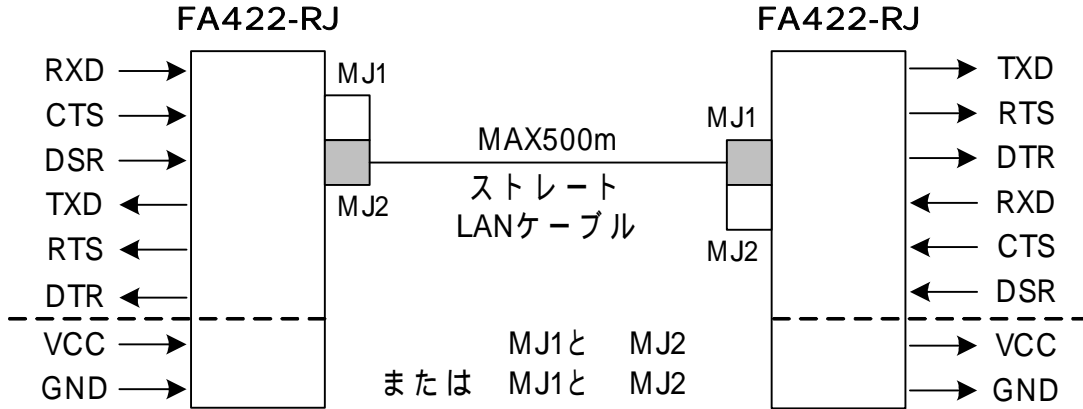 FA422-RJ
RXD
CTS
DSR
TXD
RTS
DTR
VCC
GND
MJ1
MJ2
MAX500m
ストレート
LANケーブル
MJ1と MJ2
または MJ1と MJ2
FA422-RJ
MJ1
MJ2
TXD
RTS
DTR
RXD
CTS
DSR
VCC
GND